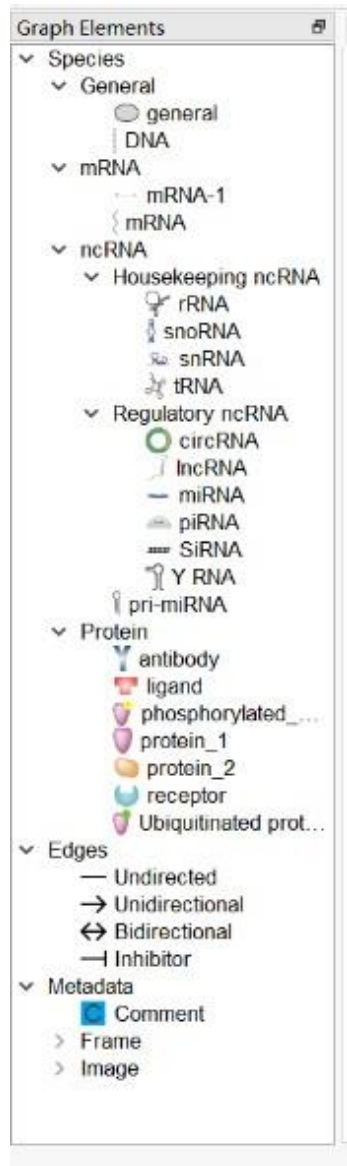 Graph Elements
Species
General
general
DNA
mRNA
mRNA-1
mRNA
ncRNA
Housekeeping ncRNA
rRNA
snoRNA
snRNA
tRNA
Regulatory ncRNA
circRNA
lncRNA
miRNA
piRNA
SiRNA
Y RNA
pri-miRNA
Protein
antibody
ligand
phosphorylated_...
protein_1
protein_2
receptor
Ubiquitinated prot...
Edges
Undirected
Unidirectional
Bidirectional
Inhibitor
Metadata
C Comment
Frame
Image